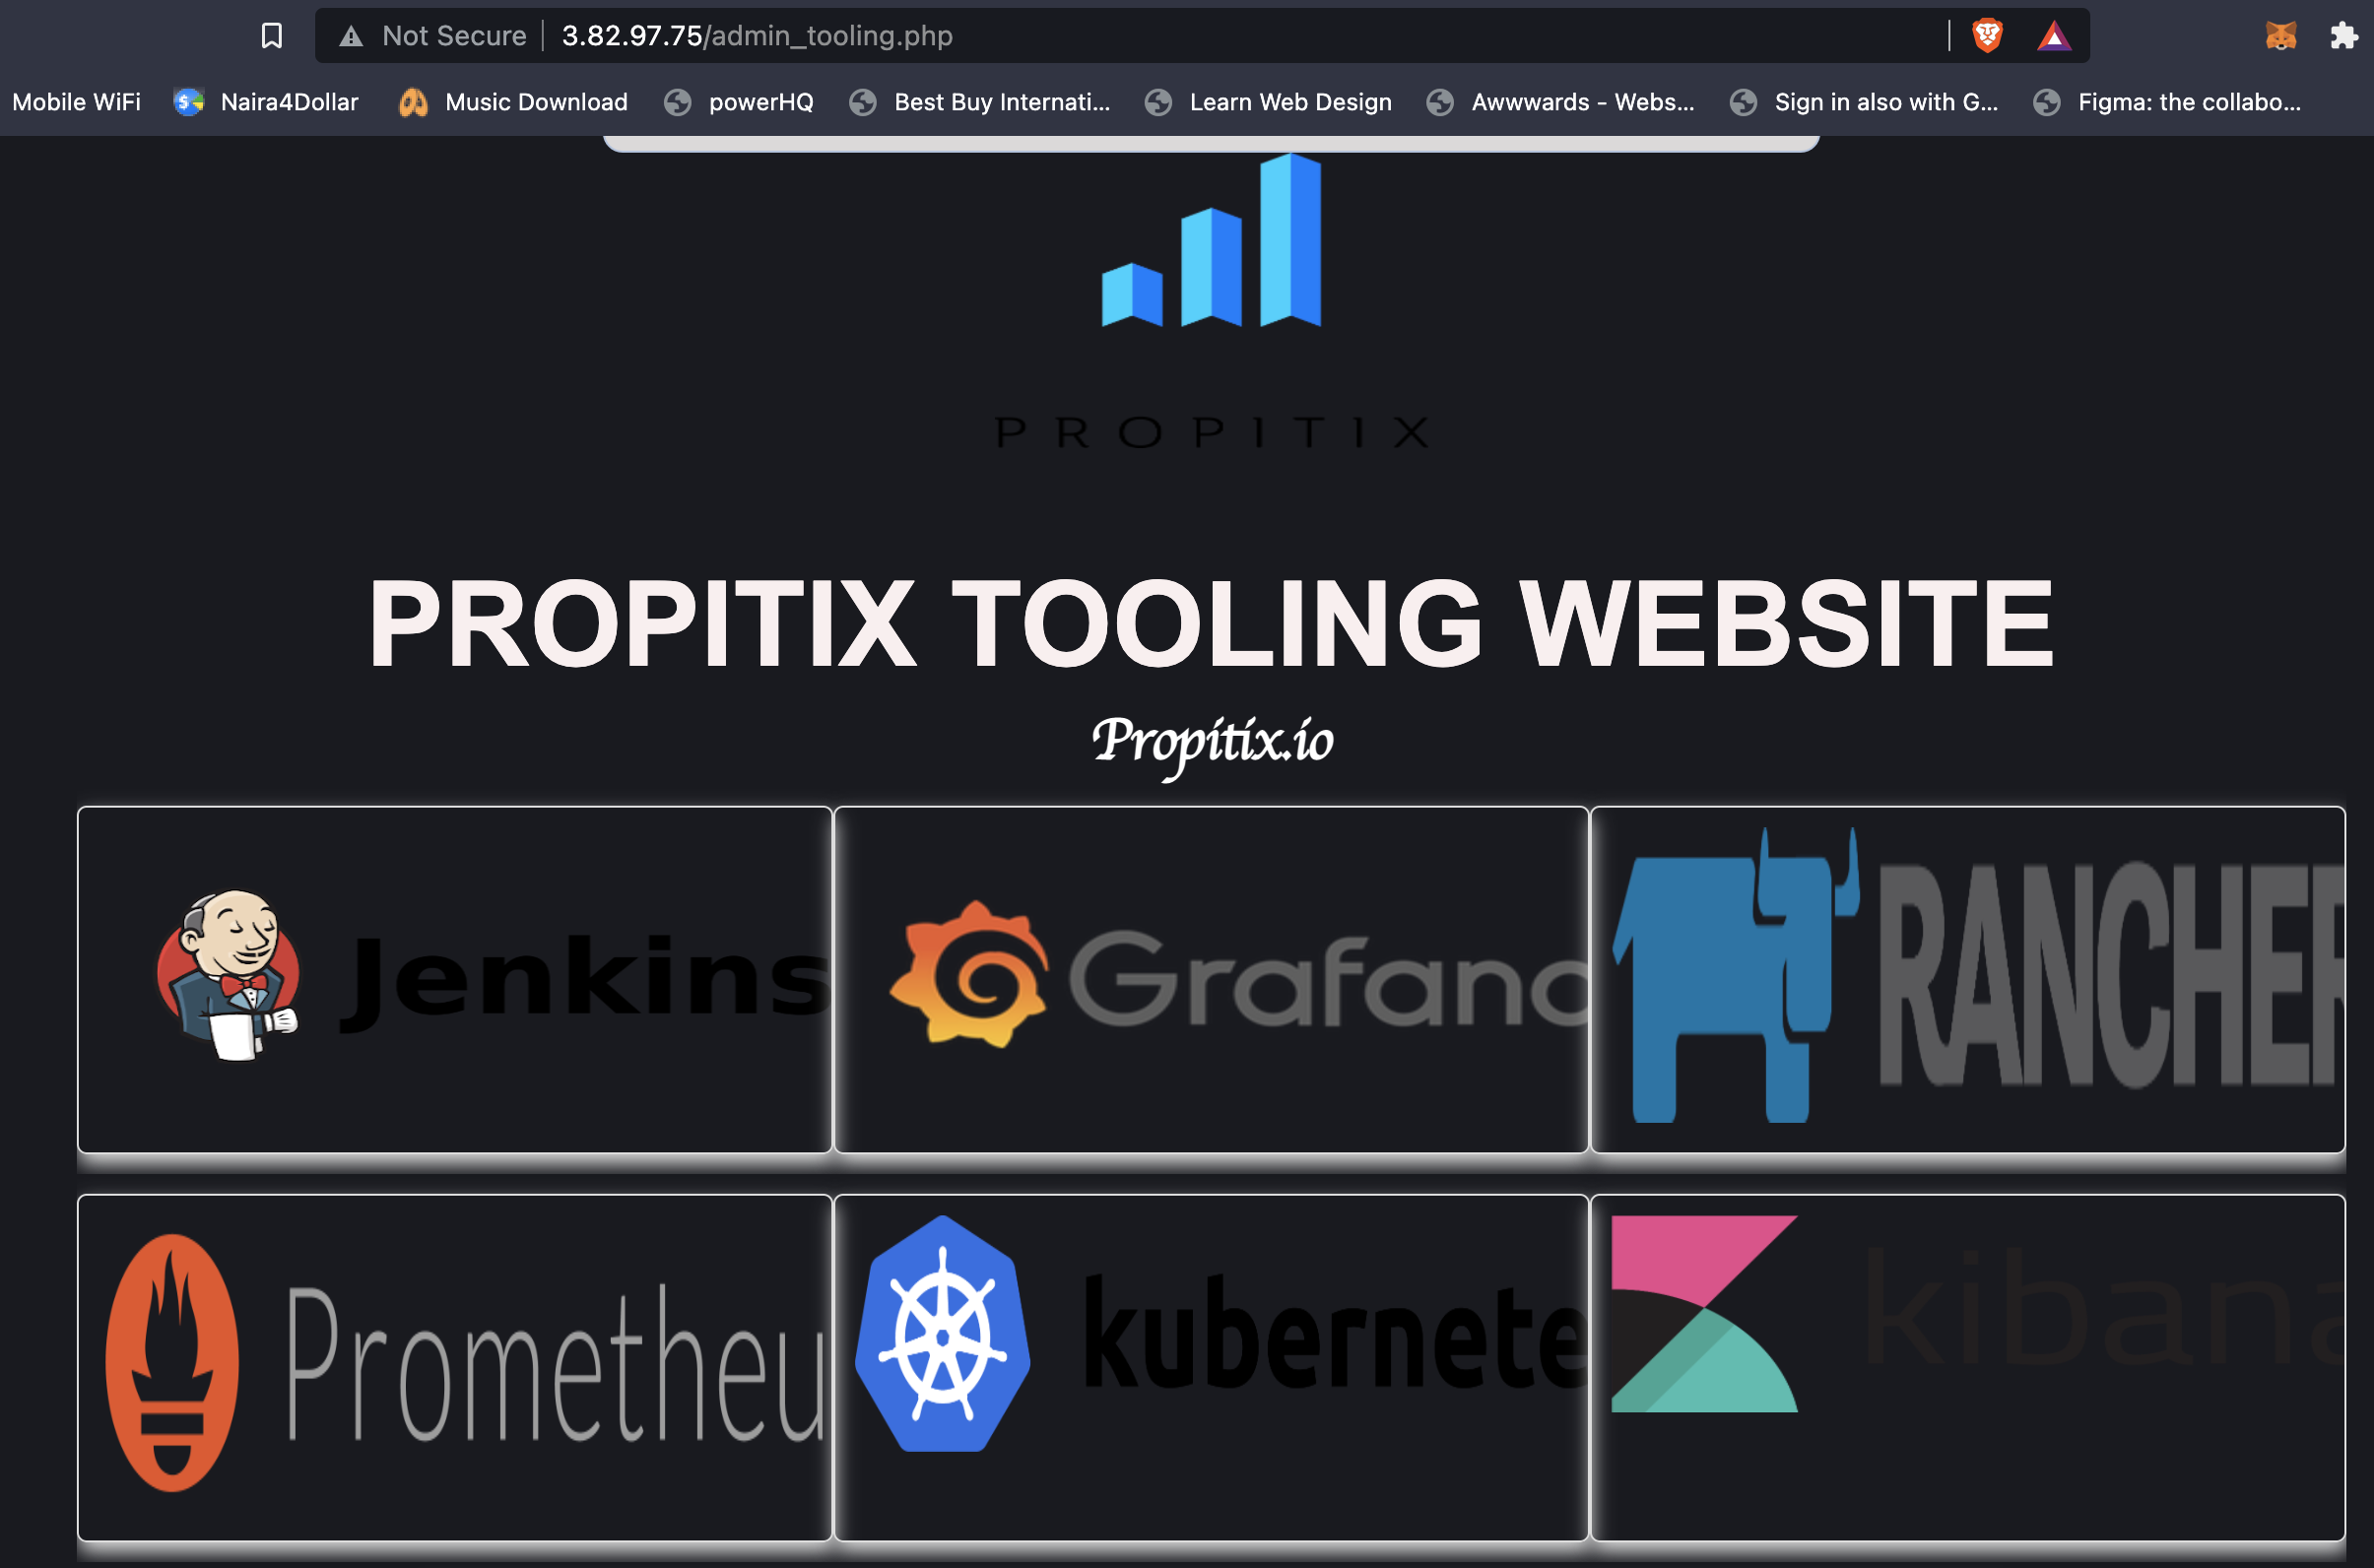 Not Secure 3.82.97.75/admin_tooling.php
Mobile WiFi Naira4Dollar Music Download powerHQ Best Buy Internati... Learn Web Design Awwwards - Webs... Sign in also with G... Figma: the collabo...
PROPITIX
PROPITIX TOOLING WEBSITE
Propitix.io
Jenkins Grafana RANCHER
Prometheu kubernete kibana